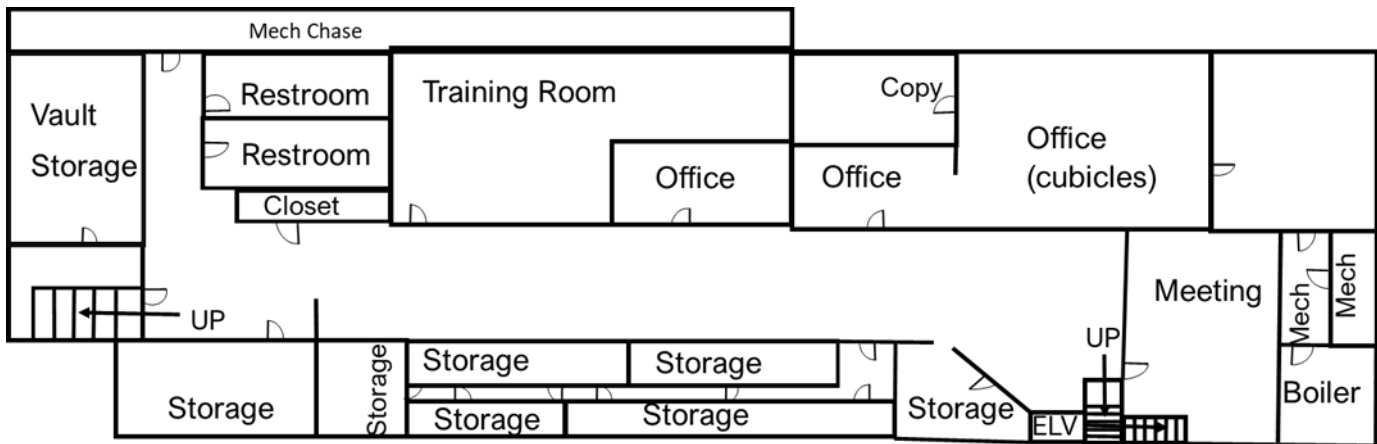 Mech Chase
Vault
Storage
Restroom
Restroom
Closet
Training Room
Office
Copy
Office
Office
(cubicles)
UP
Storage
Storage
Storage
Storage
Storage
Storage
Storage
ELV
UP
Meeting
Mech
Mech
Boiler